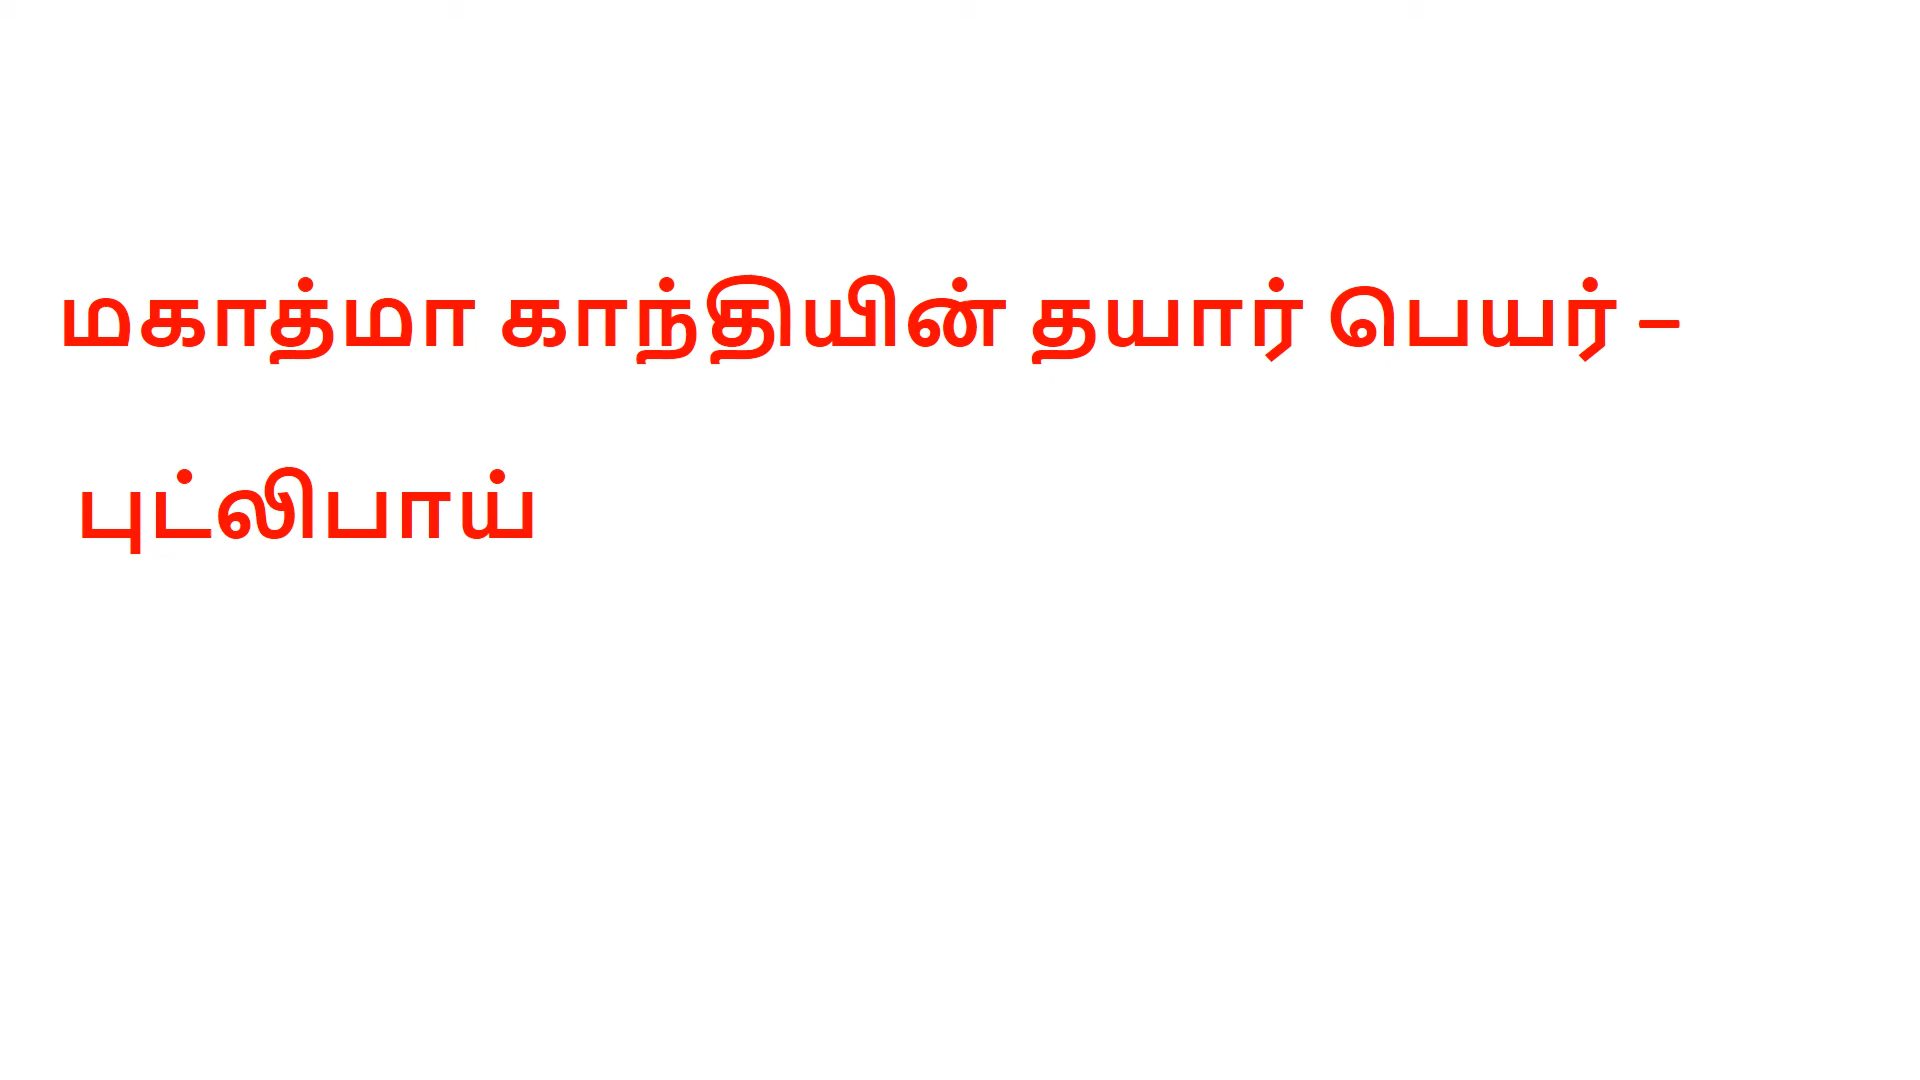 மகாத்மா காந்தியின் தயார் பெயர் –
புட்லிபாய்